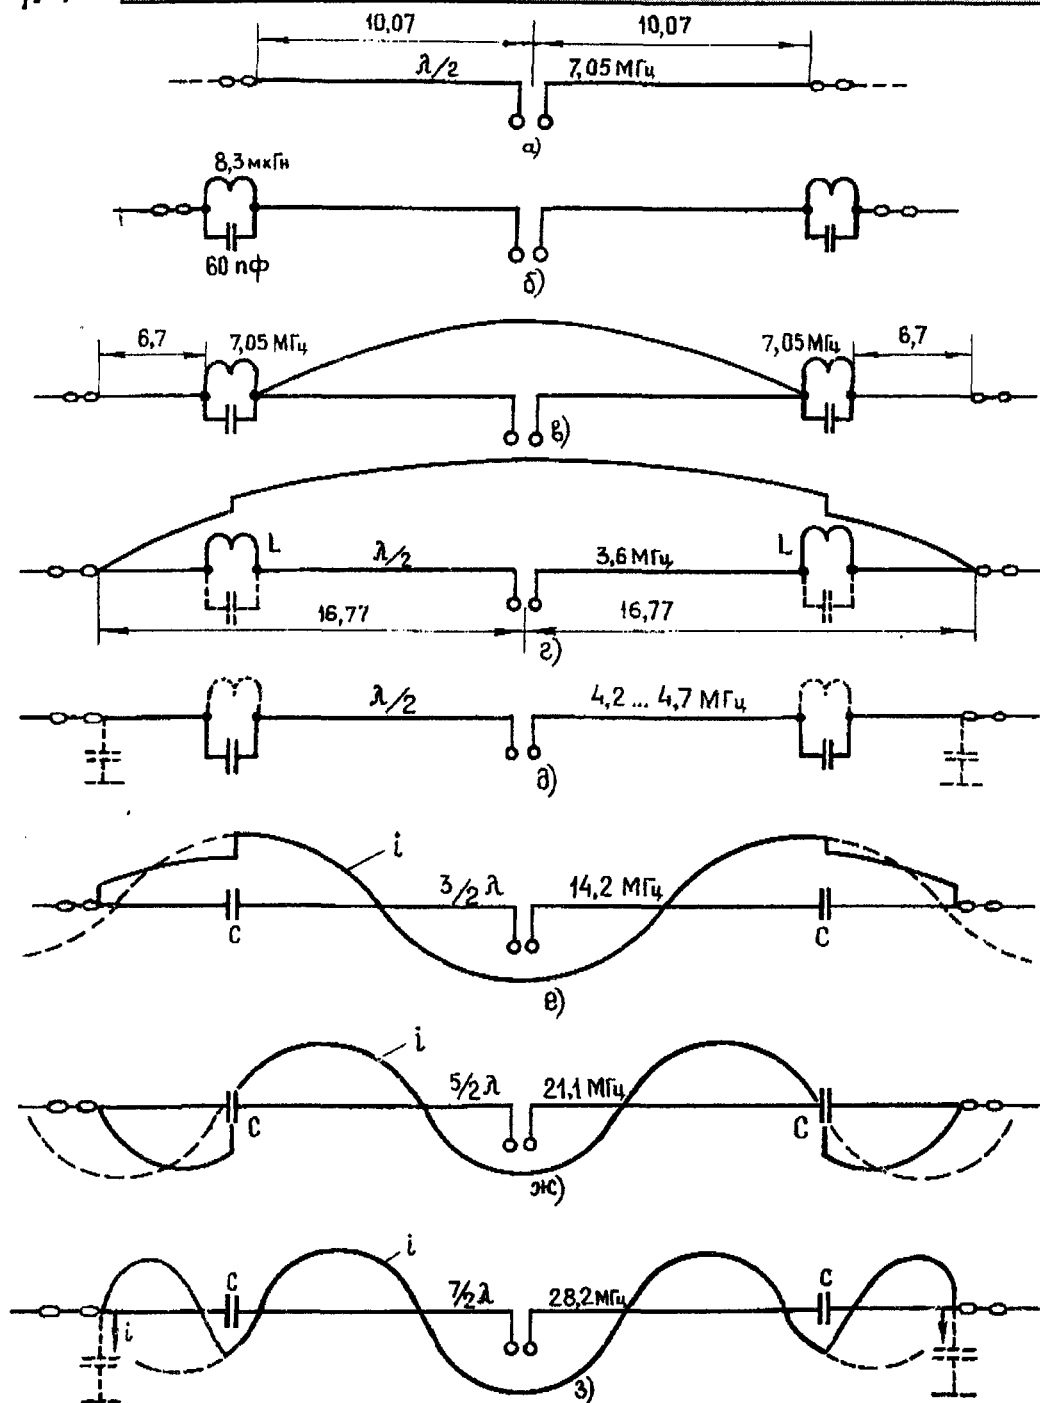 10,07 10,07
λ/2 7,05 МГц
а)
8,3 мкГн
60 пф
б)
6,7 7,05 МГц 7,05 МГц 6,7
в)
L λ/2 3,6 МГц L
16,77 16,77
г)
λ/2 4,2 ... 4,7 МГц
д)
i
3/2 λ 14,2 МГц
C C
е)
i
5/2 λ 21,1 МГц
C C
ж)
i
C 7/2 λ 28,2 мГц C
i
з)